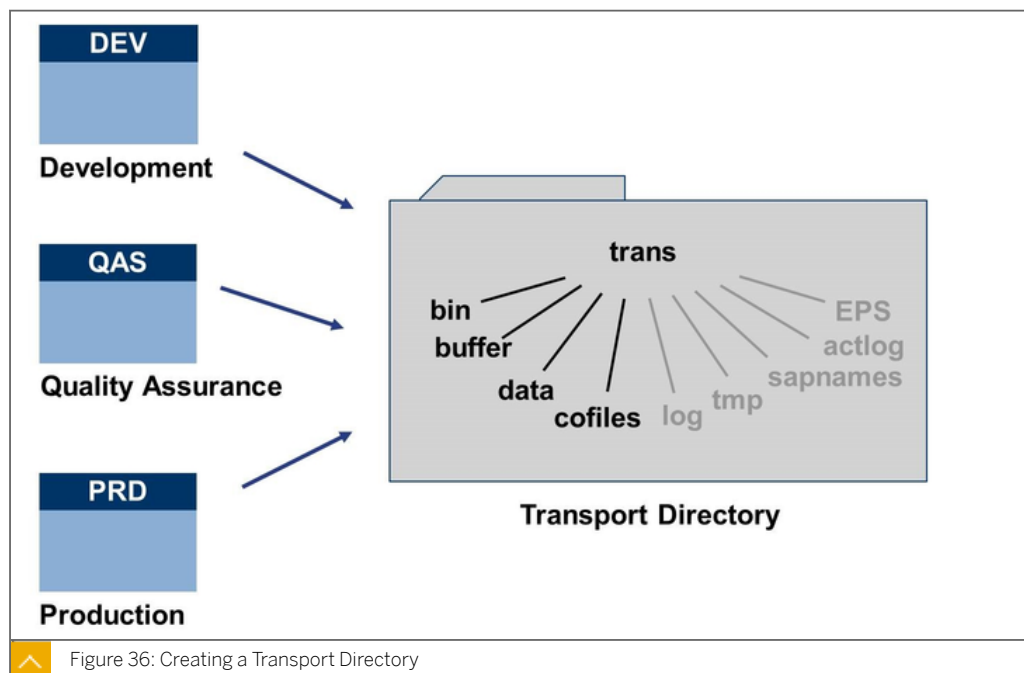 DEV
Development
QAS
Quality Assurance
PRD
Production
trans
bin
buffer
data
cofiles
log
tmp
sapnames
actlog
EPS
Transport Directory
Figure 36: Creating a Transport Directory